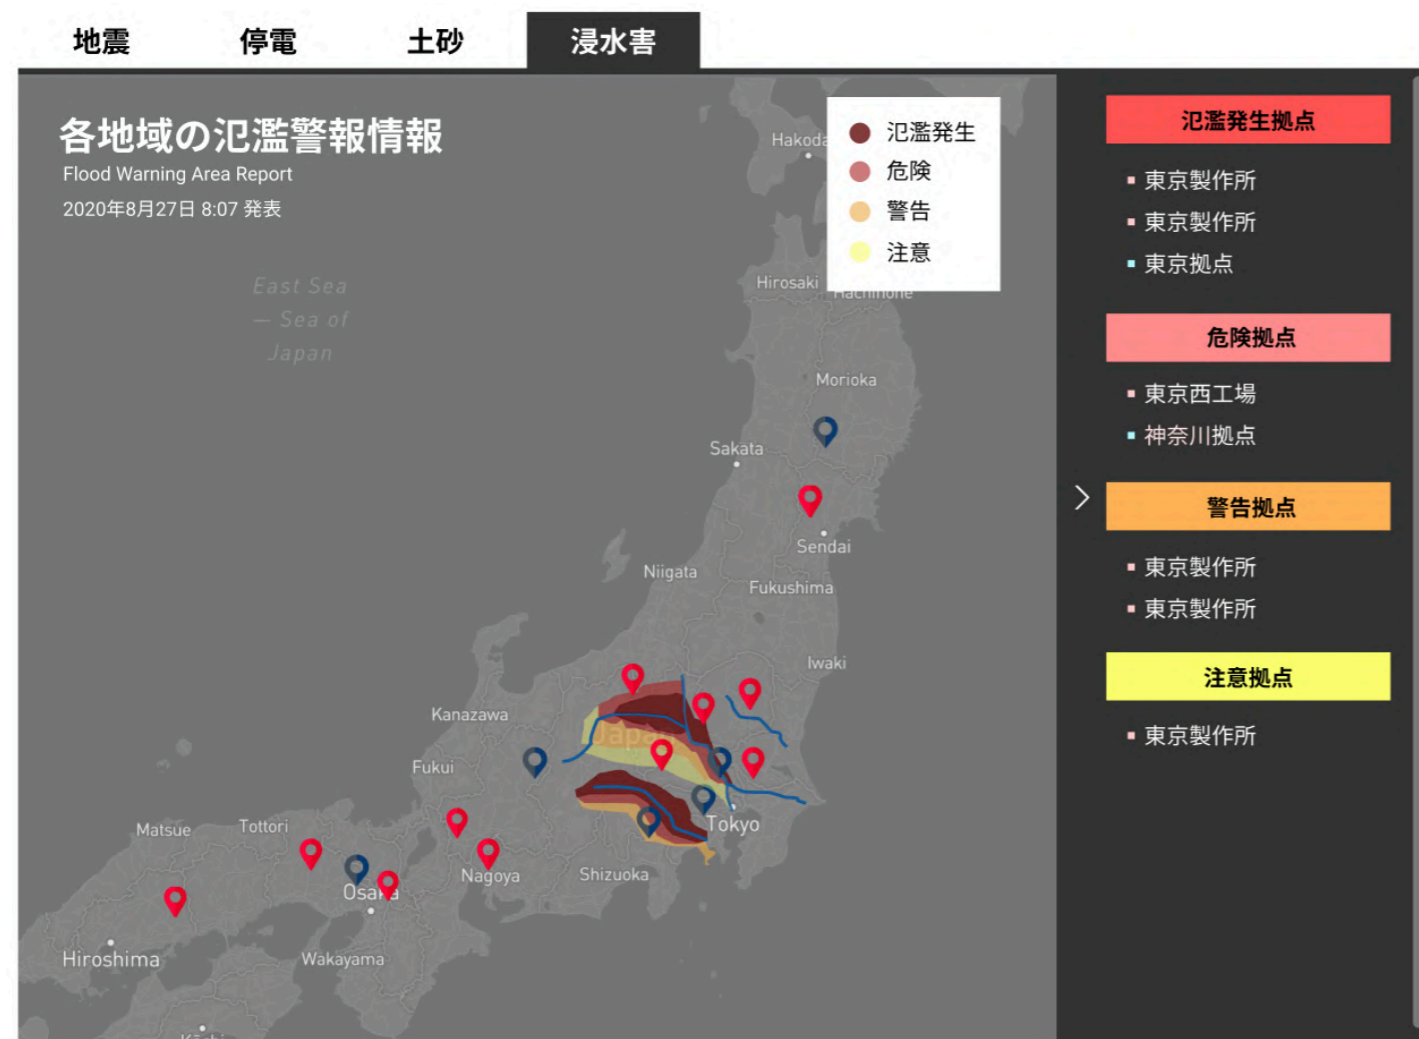 地震
停電
土砂
浸水害
各地域の氾濫警報情報
Flood Warning Area Report
2020年8月27日 8:07 発表
氾濫発生
危険
警告
注意
East Sea
— Sea of
Japan
Hirosaki
Morioka
Sakata
Sendai
Niigata
Fukushima
Iwaki
Kanazawa
Japan
Fukui
Matsue
Tottori
Tokyo
Nagoya
Shizuoka
Osaka
Hiroshima
Wakayama
氾濫発生拠点
東京製作所
東京製作所
東京拠点
危険拠点
東京西工場
神奈川拠点
警告拠点
東京製作所
東京製作所
注意拠点
東京製作所